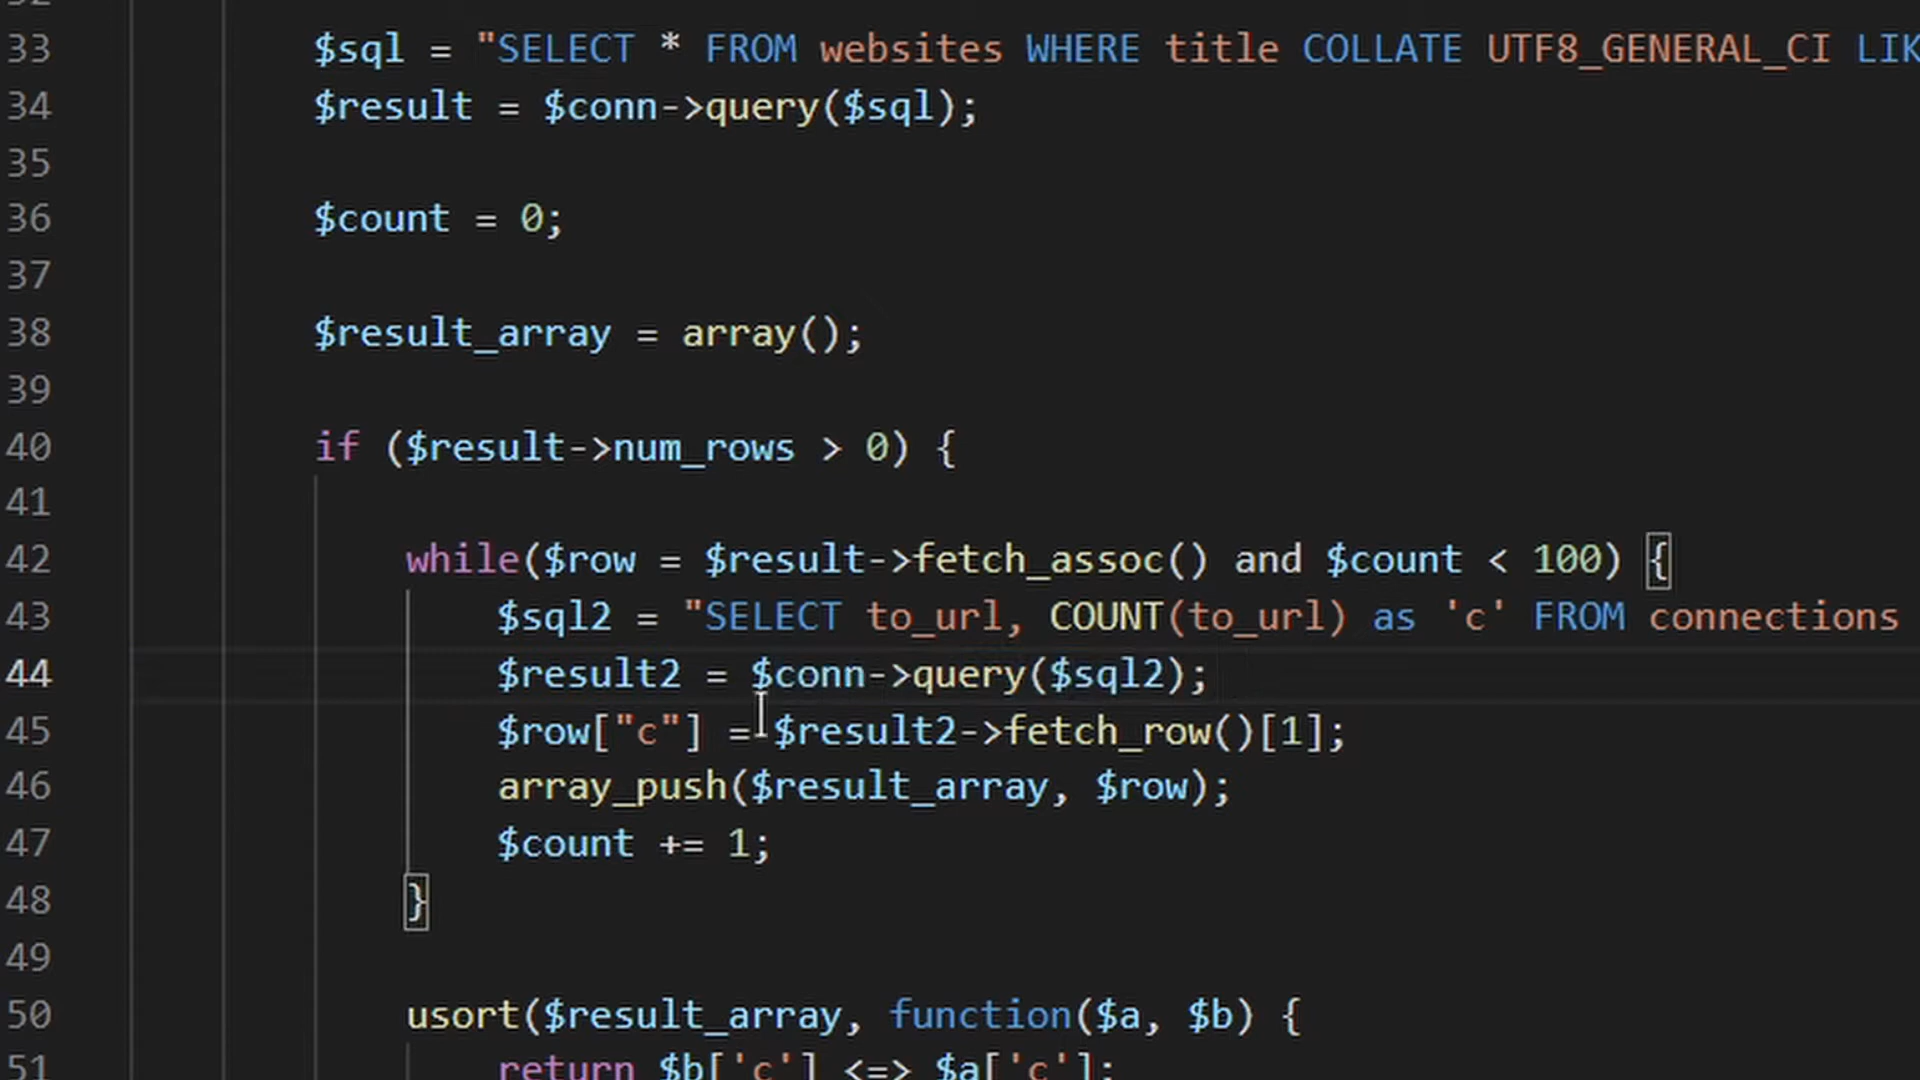 33 $sql = "SELECT * FROM websites WHERE title COLLATE UTF8_GENERAL_CI LIK
34 $result = $conn->query($sql);
35
36 $count = 0;
37
38 $result_array = array();
39
40 if ($result->num_rows > 0) {
41
42 while($row = $result->fetch_assoc() and $count < 100) {
43 $sql2 = "SELECT to_url, COUNT(to_url) as 'c' FROM connections
44 $result2 = $conn->query($sql2);
45 $row["c"] = $result2->fetch_row()[1];
46 array_push($result_array, $row);
47 $count += 1;
48 }
49
50 usort($result_array, function($a, $b) {
51 return $b['c'] <=> $a['c'];